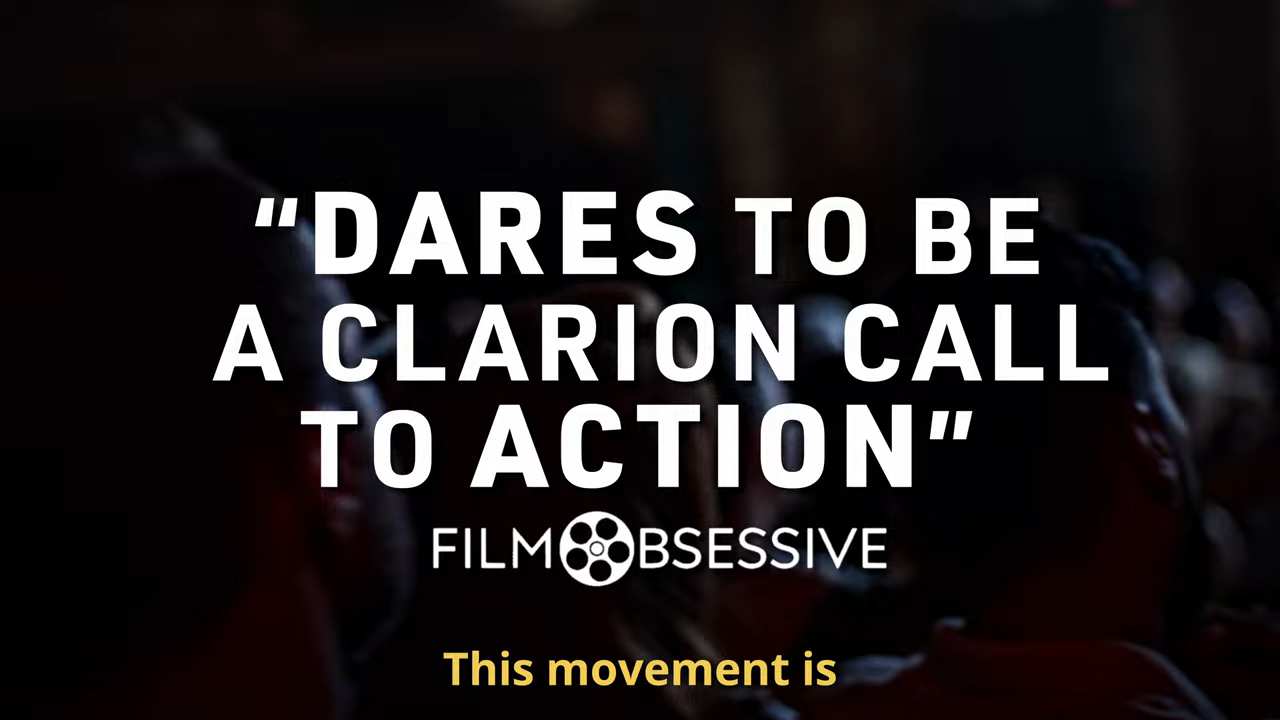 "DARES TO BE
A CLARION CALL
TO ACTION"
FILMOBSESSIVE
This movement is